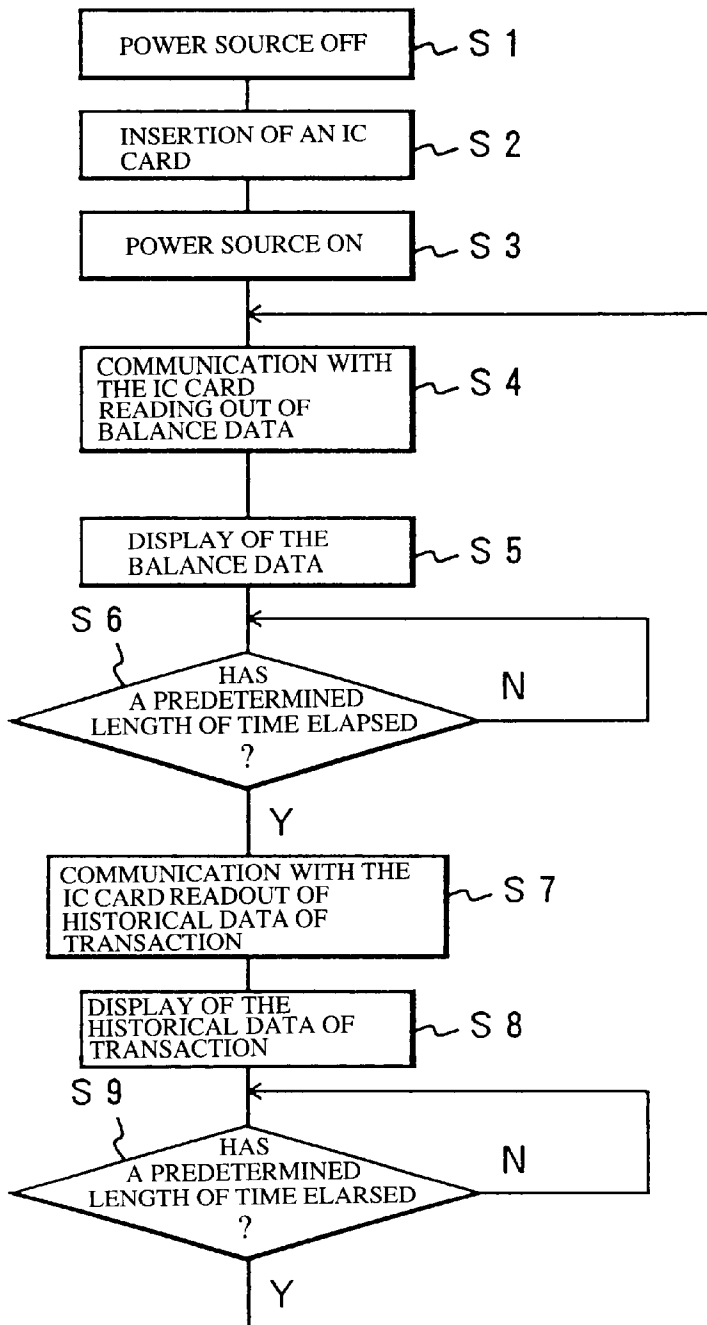 POWER SOURCE OFF
S 1
INSERTION OF AN IC
CARD
S 2
POWER SOURCE ON
S 3
COMMUNICATION WITH
THE IC CARD
READING OUT OF
BALANCE DATA
S 4
DISPLAY OF THE
BALANCE DATA
S 5
S 6
HAS
A PREDETERMINED
LENGTH OF TIME ELAPSED
?
N
Y
COMMUNICATION WITH THE
IC CARD READOUT OF
HISTORICAL DATA OF
TRANSACTION
S 7
DISPLAY OF THE
HISTORICAL DATA OF
TRANSACTION
S 8
S 9
HAS
A PREDETERMINED
LENGTH OF TIME ELARSED
?
N
Y